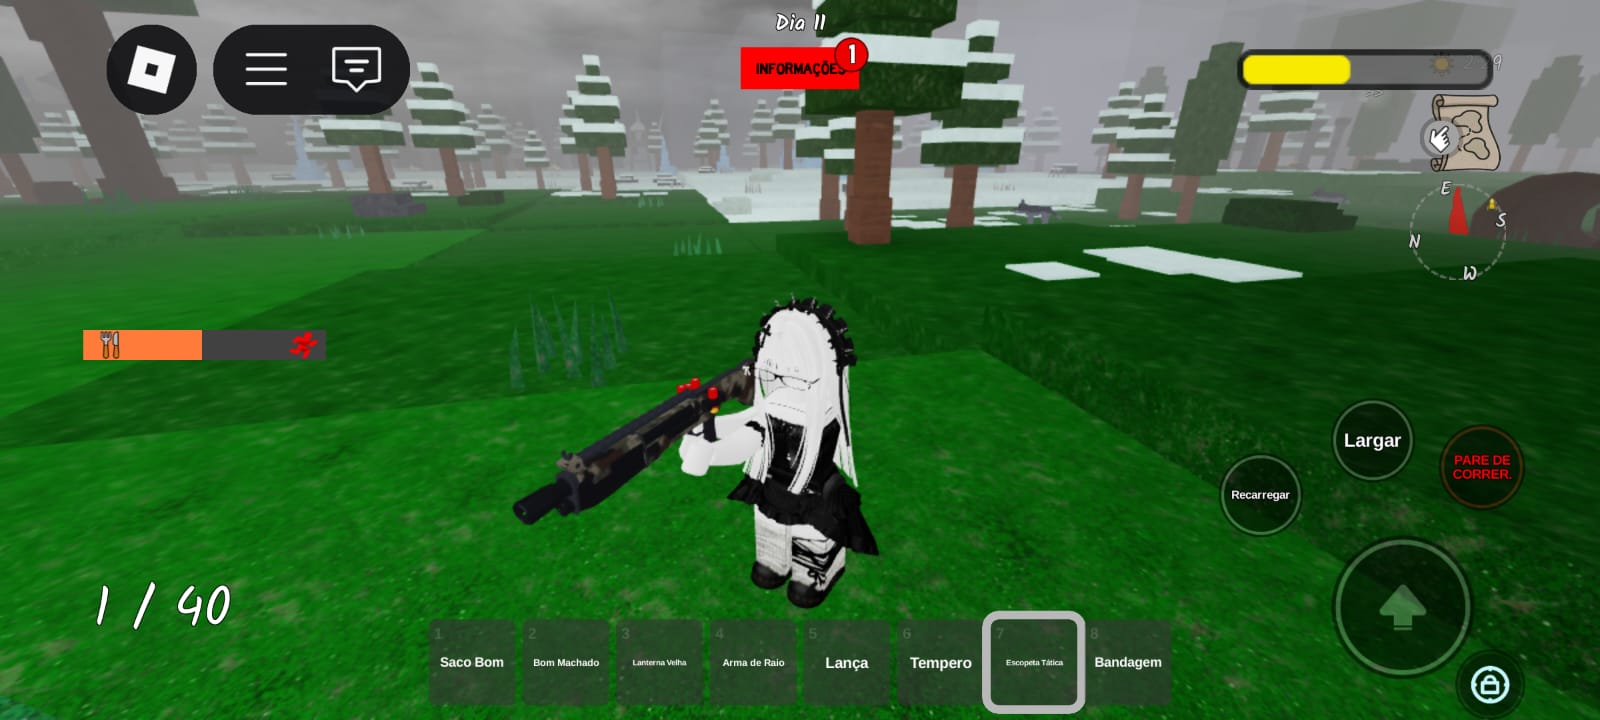 Dia 11
INFORMAÇÕES
1
E
S
N
W
Largar
PARE DE
CORRER.
Recarregar
1 / 40
1
Saco Bom
2
Bom Machado
3
Lanterna Velha
4
Arma de Raio
5
Lança
6
Tempero
7
Escopeta Tática
8
Bandagem